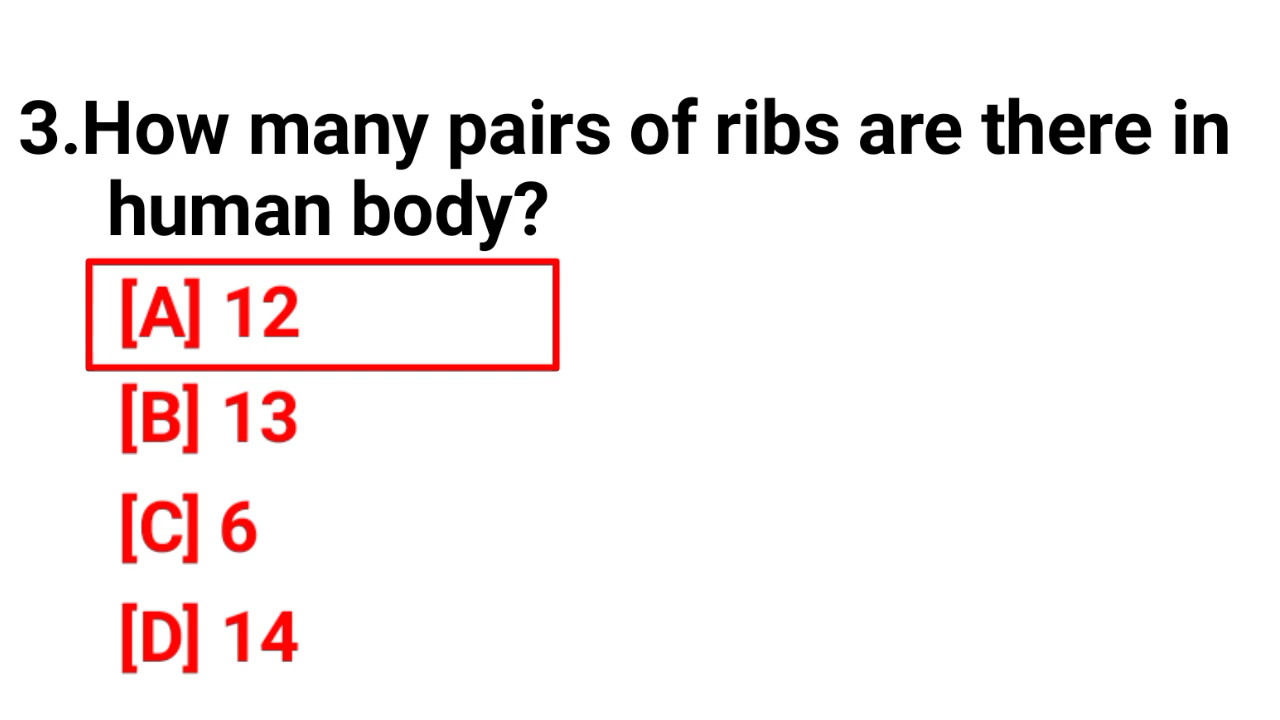 3.How many pairs of ribs are there in
human body?
[A] 12
[B] 13
[C] 6
[D] 14